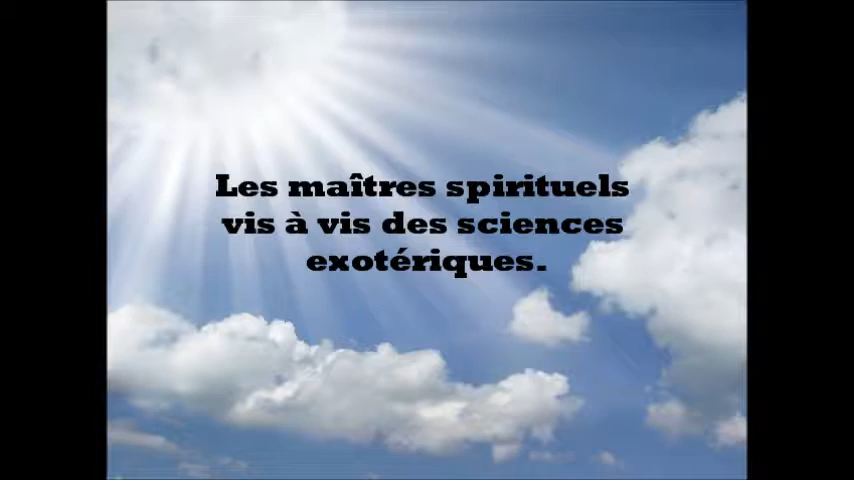 Les maîtres spirituels
vis à vis des sciences
exotériques.